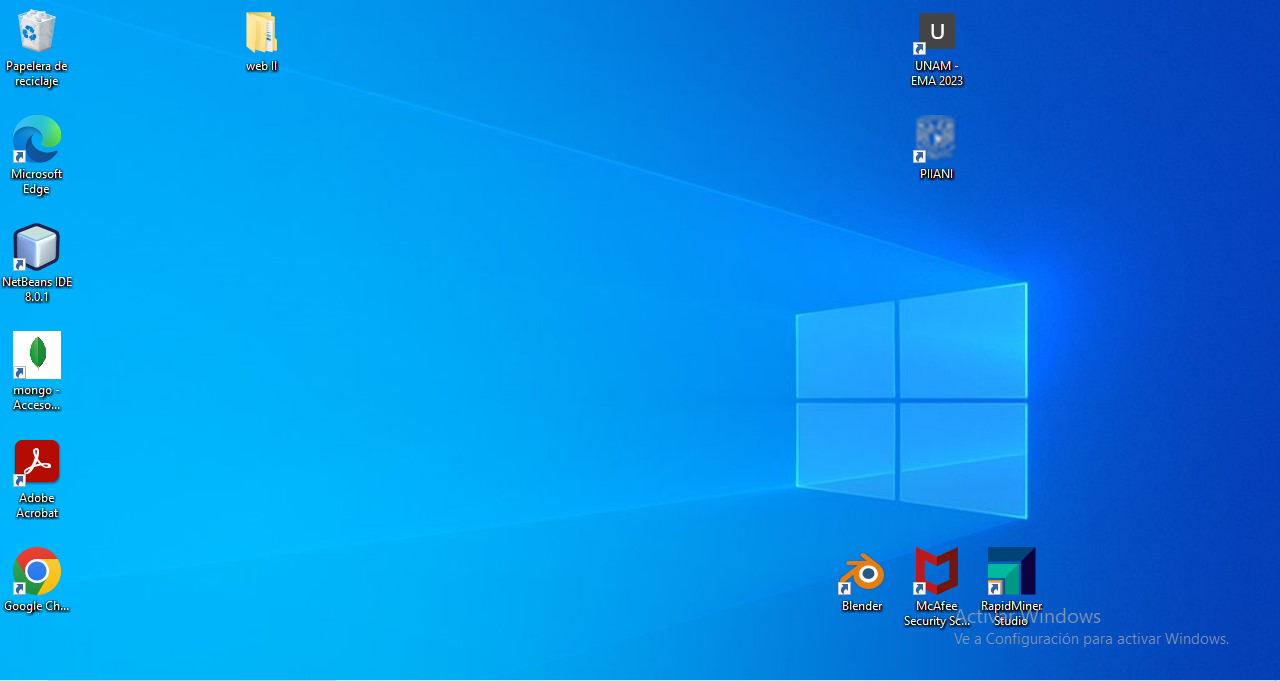 Papelera de
reciclaje
web II
U
UNAM -
EMA 2023
Microsoft
Edge
PIIANI
NetBeans IDE
8.0.1
mongo -
Acceso...
Adobe
Acrobat
Google Ch...
Blender
McAfee
Security Sc...
RapidMiner
Studio
Activar Windows
Ve a Configuración para activar Windows.